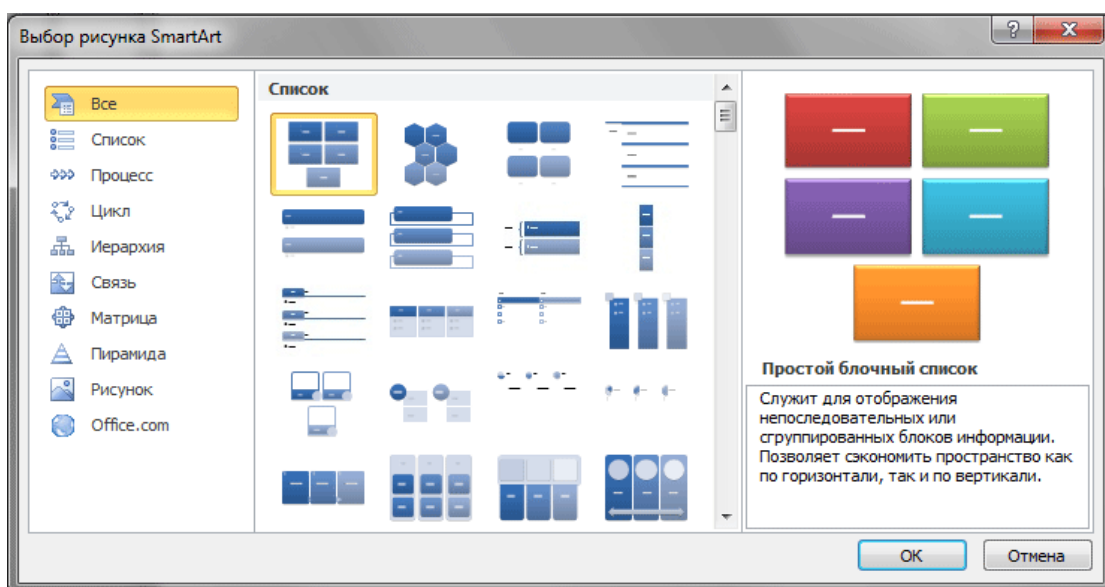 Выбор рисунка SmartArt
Все
Список
Процесс
Цикл
Иерархия
Связь
Матрица
Пирамида
Рисунок
Office.com
Список
Простой блочный список
Служит для отображения
непоследовательных или
сгруппированных блоков информации.
Позволяет сэкономить пространство как
по горизонтали, так и по вертикали.
ОК
Отмена